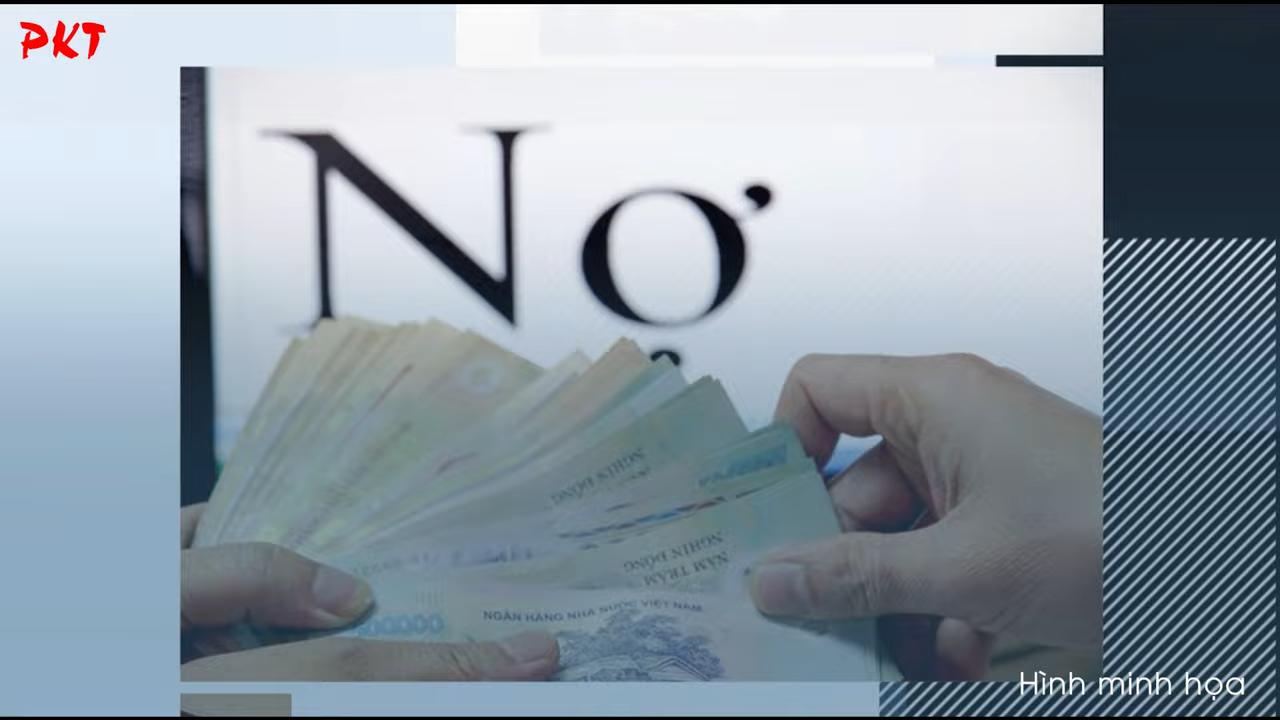 PKT
Nợ
NGHÌN ĐỒNG
NGHÌN ĐỒNG
NĂM TRĂM
NGÂN HÀNG NHÀ NƯỚC VIỆT NAM
Hình minh họa